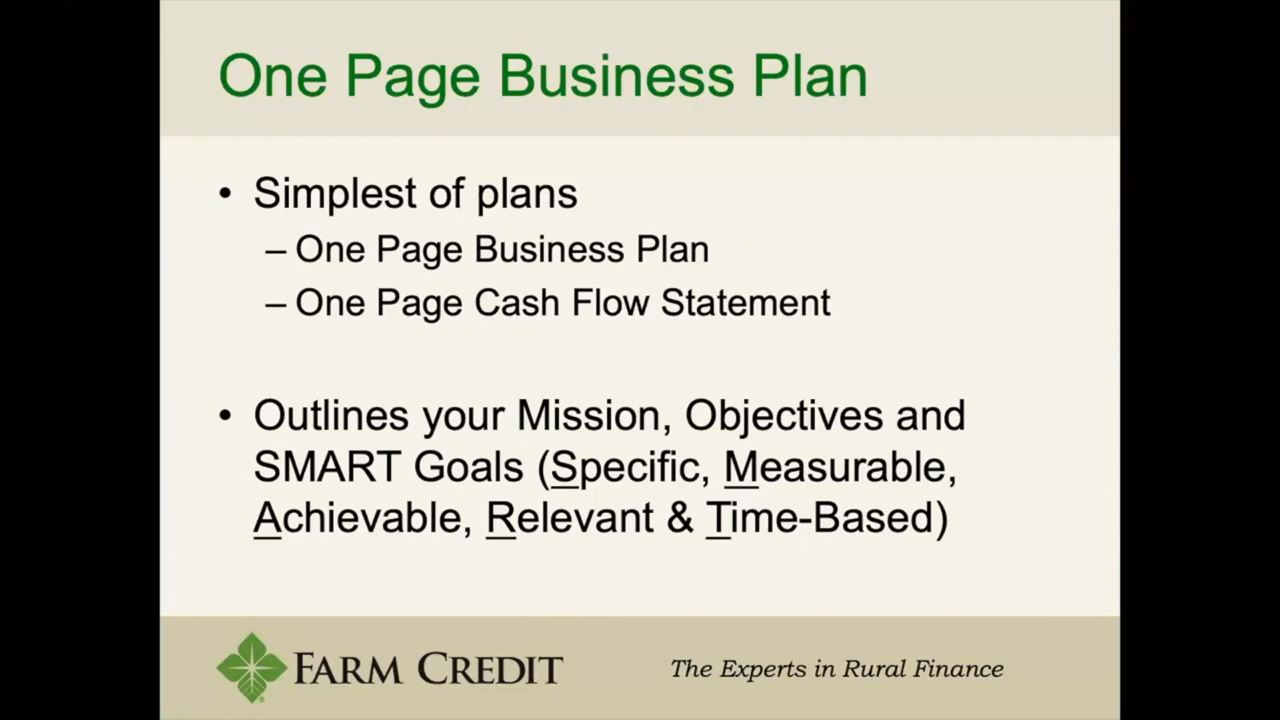 One Page Business Plan
• Simplest of plans
– One Page Business Plan
– One Page Cash Flow Statement
• Outlines your Mission, Objectives and
SMART Goals (Specific, Measurable,
Achievable, Relevant & Time-Based)
FARM CREDIT
The Experts in Rural Finance